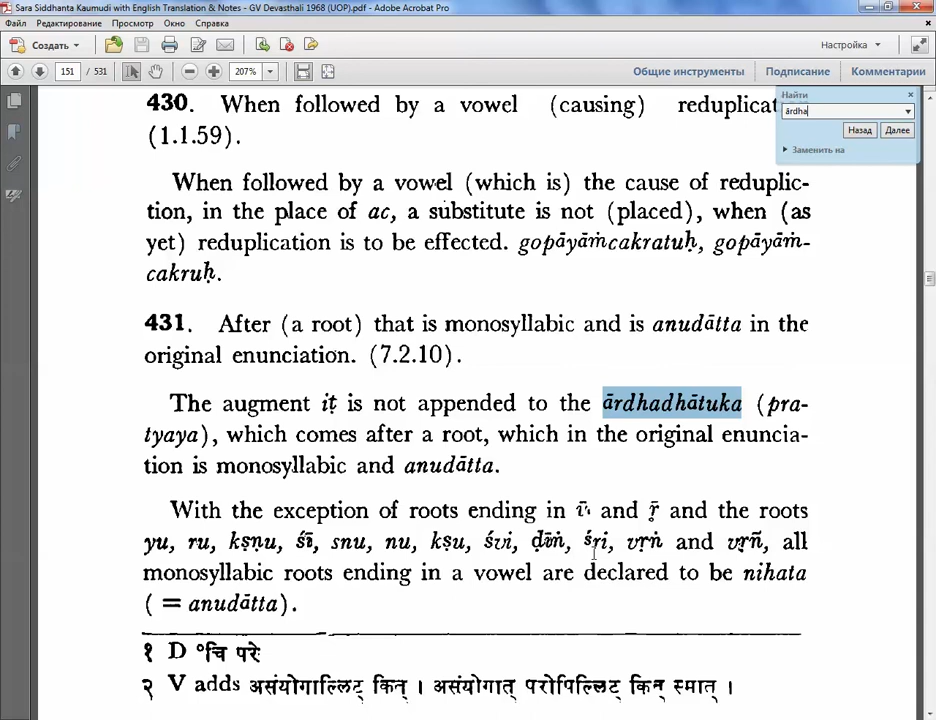 Sara Siddhanta Kaumudi with English Translation & Notes - GV Devasthali 1968 (UOP).pdf - Adobe Acrobat Pro
Файл Редактирование Просмотр Окно Справка
Создать Настройка
151 / 531 207% Общие инструменты Подписание Комментарии
Найти
ārdha
Назад Далее
Заменить на
430. When followed by a vowel (causing) reduplicat
(1.1.59).
When followed by a vowel (which is) the cause of reduplic-
tion, in the place of ac, a substitute is not (placed), when (as
yet) reduplication is to be effected. gopāyāṁcakratuḥ, gopāyāṁ-
cakruḥ.
431. After (a root) that is monosyllabic and is anudātta in the
original enunciation. (7.2.10).
The augment iṭ is not appended to the ārdhadhātuka (pra-
tyaya), which comes after a root, which in the original enuncia-
tion is monosyllabic and anudātta.
With the exception of roots ending in and ṝ and the roots
yu, ru, kṣṇu, śī, snu, nu, kṣu, śvi, ḍīṅ, śri, vṛṅ and vṛñ, all
monosyllabic roots ending in a vowel are declared to be nihata
( = anudātta).
१ D °चि परे
२ V adds असंयोगाल्लिट् कित् । असंयोगात् परोपिल्लिट् कित् स्यात् ।